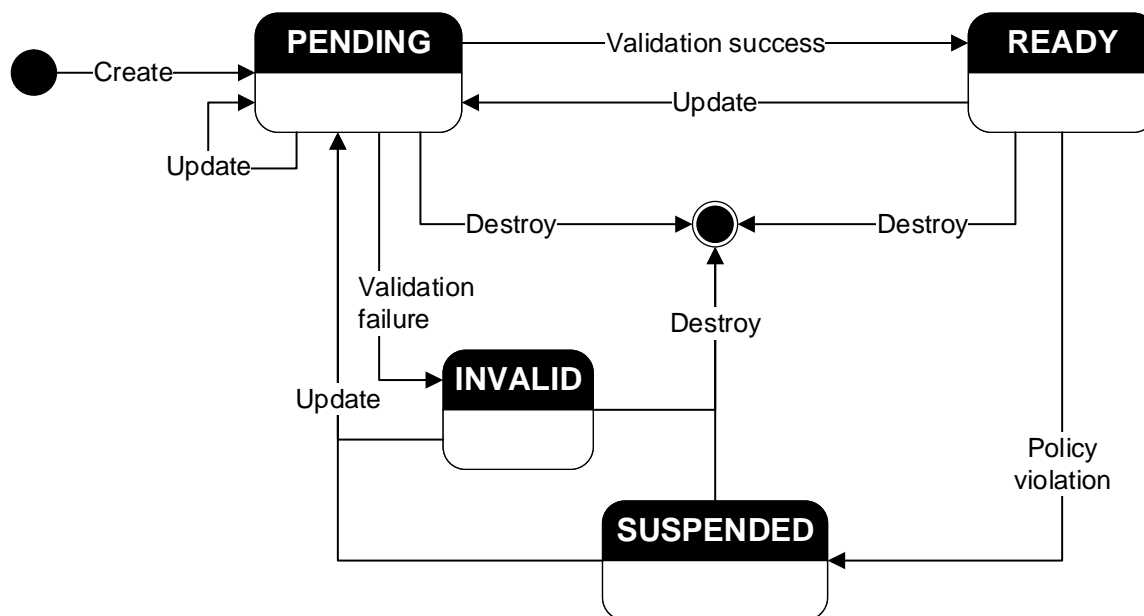 PENDING
Validation success
READY
Create
Update
Update
Destroy
Destroy
Validation
failure
Destroy
INVALID
Update
Policy
violation
SUSPENDED